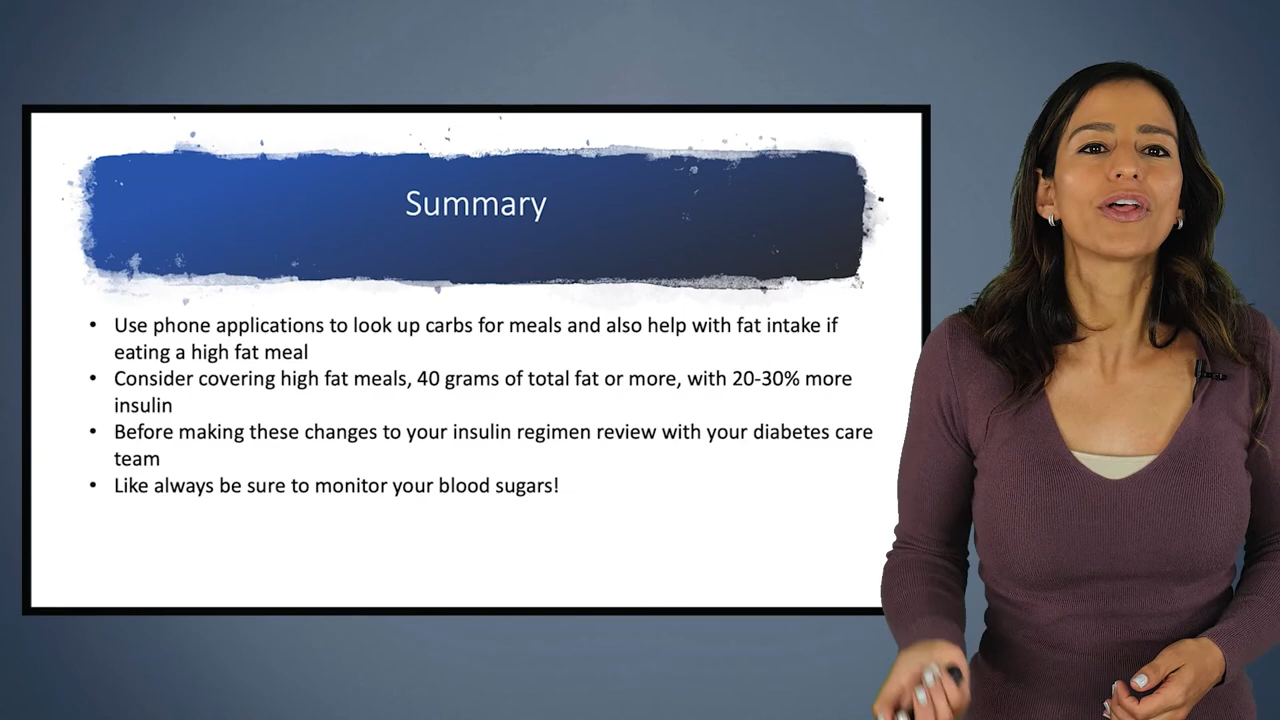 Summary
• Use phone applications to look up carbs for meals and also help with fat intake if
eating a high fat meal
• Consider covering high fat meals, 40 grams of total fat or more, with 20-30% more
insulin
• Before making these changes to your insulin regimen review with your diabetes care
team
• Like always be sure to monitor your blood sugars!